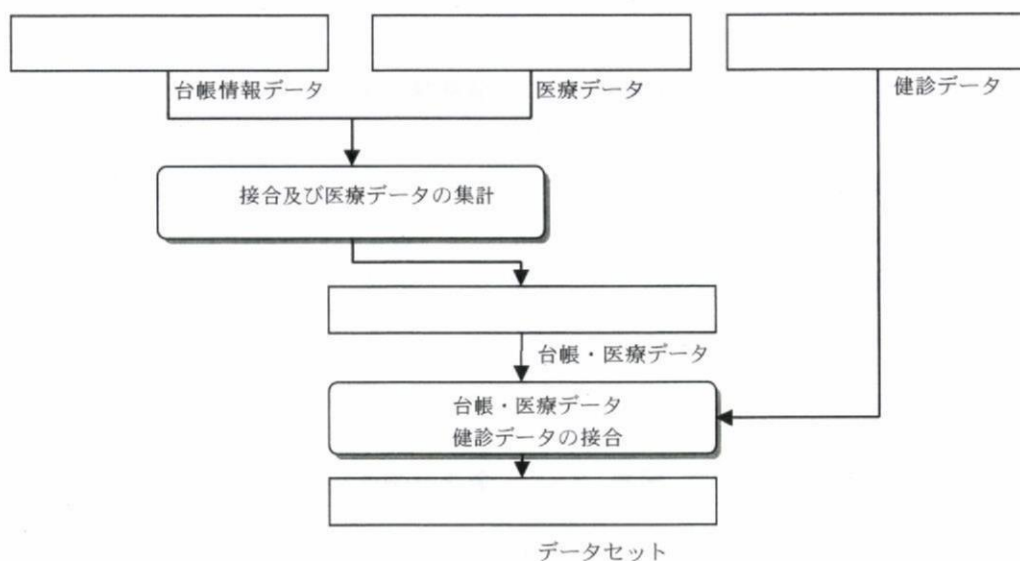 台帳情報データ
医療データ
健診データ
接合及び医療データの集計
台帳・医療データ
台帳・医療データ
健診データの接合
データセット